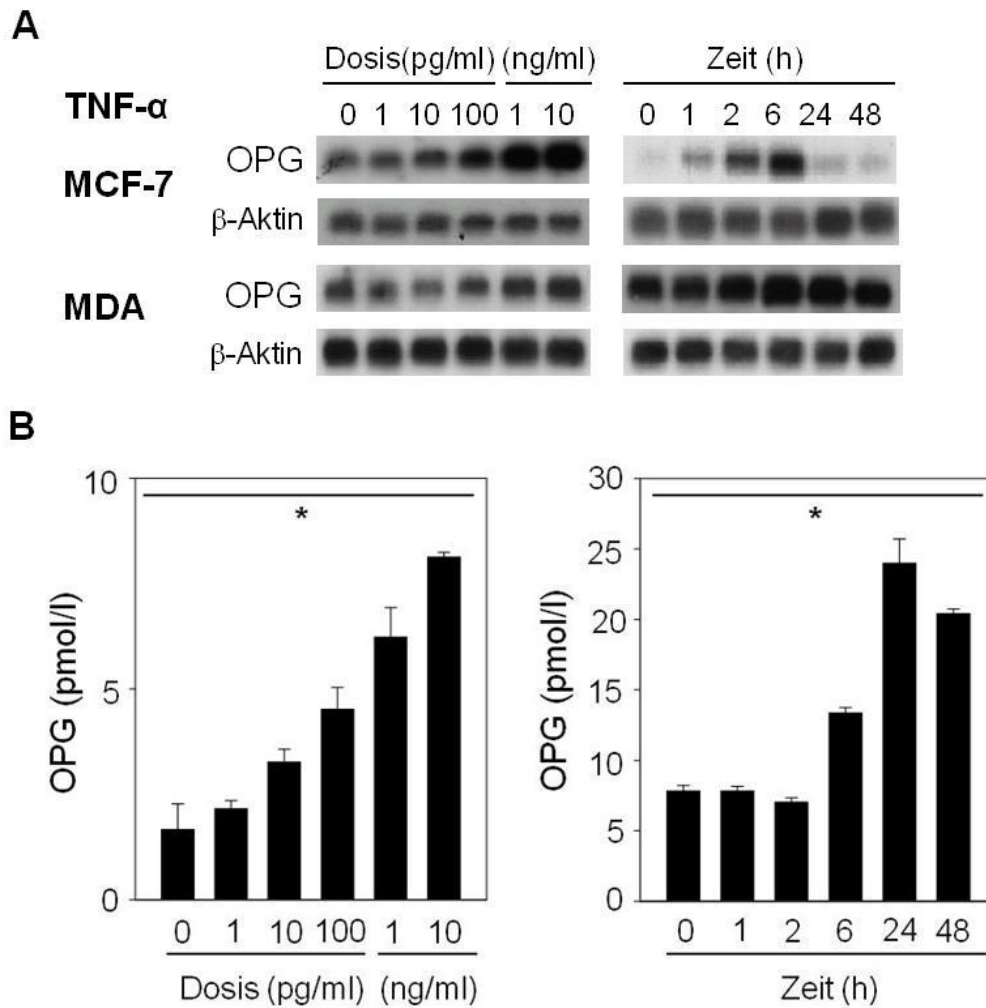 A
Dosis(pg/ml) (ng/ml) Zeit (h)
TNF-α
0 1 10 100 1 10 0 1 2 6 24 48
OPG
MCF-7
β-Aktin
OPG
MDA
β-Aktin
B
10
*
5
0
OPG (pmol/l)
0 1 10 100 1 10
Dosis (pg/ml) (ng/ml)
30
*
25
20
15
10
5
0
OPG (pmol/l)
0 1 2 6 24 48
Zeit (h)